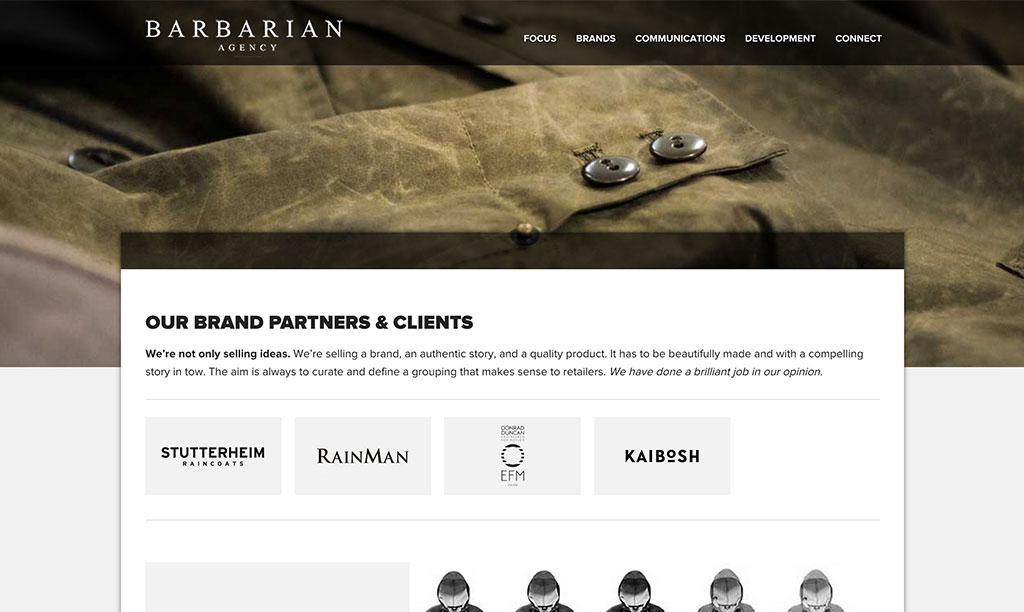 BARBARIAN
AGENCY
FOCUS BRANDS COMMUNICATIONS DEVELOPMENT CONNECT
OUR BRAND PARTNERS & CLIENTS
We’re not only selling ideas. We’re selling a brand, an authentic story, and a quality product. It has to be beautifully made and with a compelling
story in tow. The aim is always to curate and define a grouping that makes sense to retailers. We have done a brilliant job in our opinion.
STUTTERHEIM
RAINCOATS
RAINMAN
DONRAD
DUNCAN
ENGINEERED
FOR MOTION
EFM
KAIBOSH